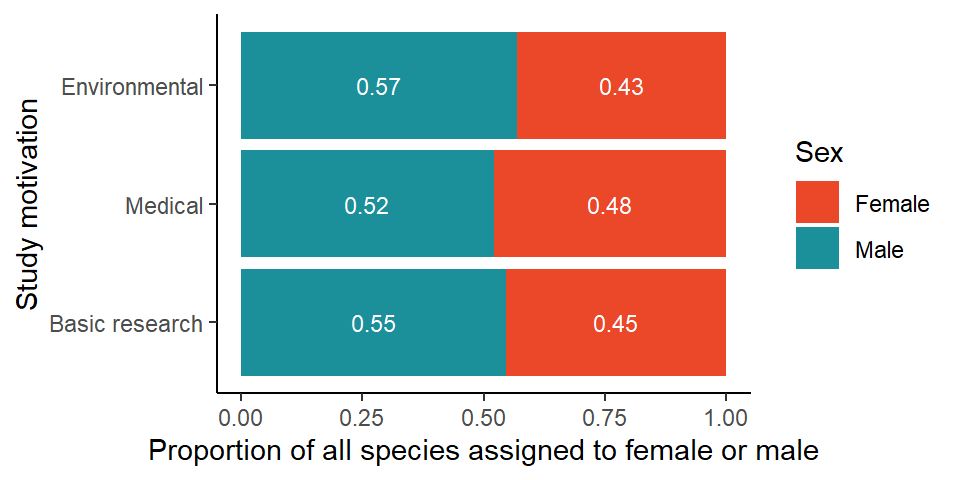 Study motivation
Environmental
0.57
0.43
Medical
0.52
0.48
Basic research
0.55
0.45
0.00 0.25 0.50 0.75 1.00
Proportion of all species assigned to female or male
Sex
Female
Male